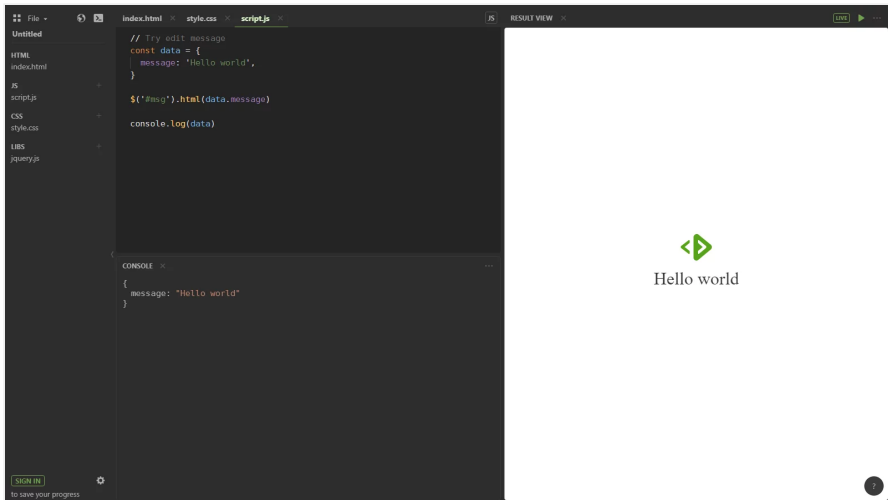 File
Untitled
HTML
index.html
JS
script.js
CSS
style.css
LIBS
jquery.js
SIGN IN
to save your progress
index.html style.css script.js JS
// Try edit message
const data = {
message: 'Hello world',
}
$('#msg').html(data.message)
console.log(data)
CONSOLE
{
message: "Hello world"
}
RESULT VIEW LIVE
Hello world
?